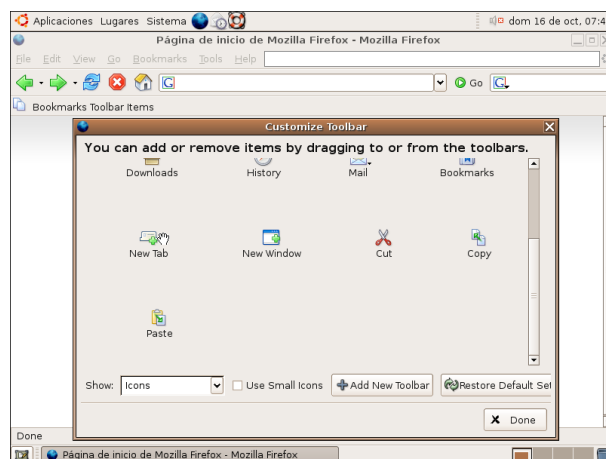 Aplicaciones Lugares Sistema dom 16 de oct, 07:4
Página de inicio de Mozilla Firefox - Mozilla Firefox
File Edit View Go Bookmarks Tools Help
G Go G
Bookmarks Toolbar Items
Customize Toolbar
You can add or remove items by dragging to or from the toolbars.
Downloads History Mail Bookmarks
New Tab New Window Cut Copy
Paste
Show: Icons Use Small Icons Add New Toolbar Restore Default Set
Done
Done
Página de inicio de Mozilla Firefox - Mozilla Firefox